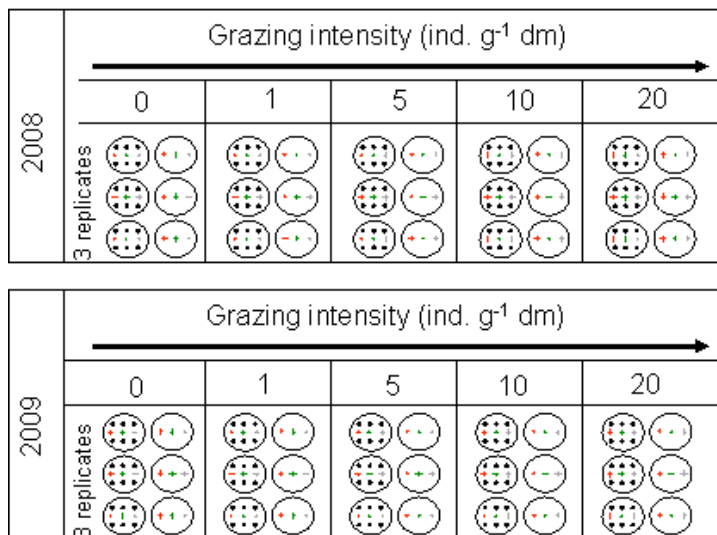 Grazing intensity (ind. g⁻¹ dm)
2008
0 1 5 10 20
3 replicates
Grazing intensity (ind. g⁻¹ dm)
2009
0 1 5 10 20
3 replicates